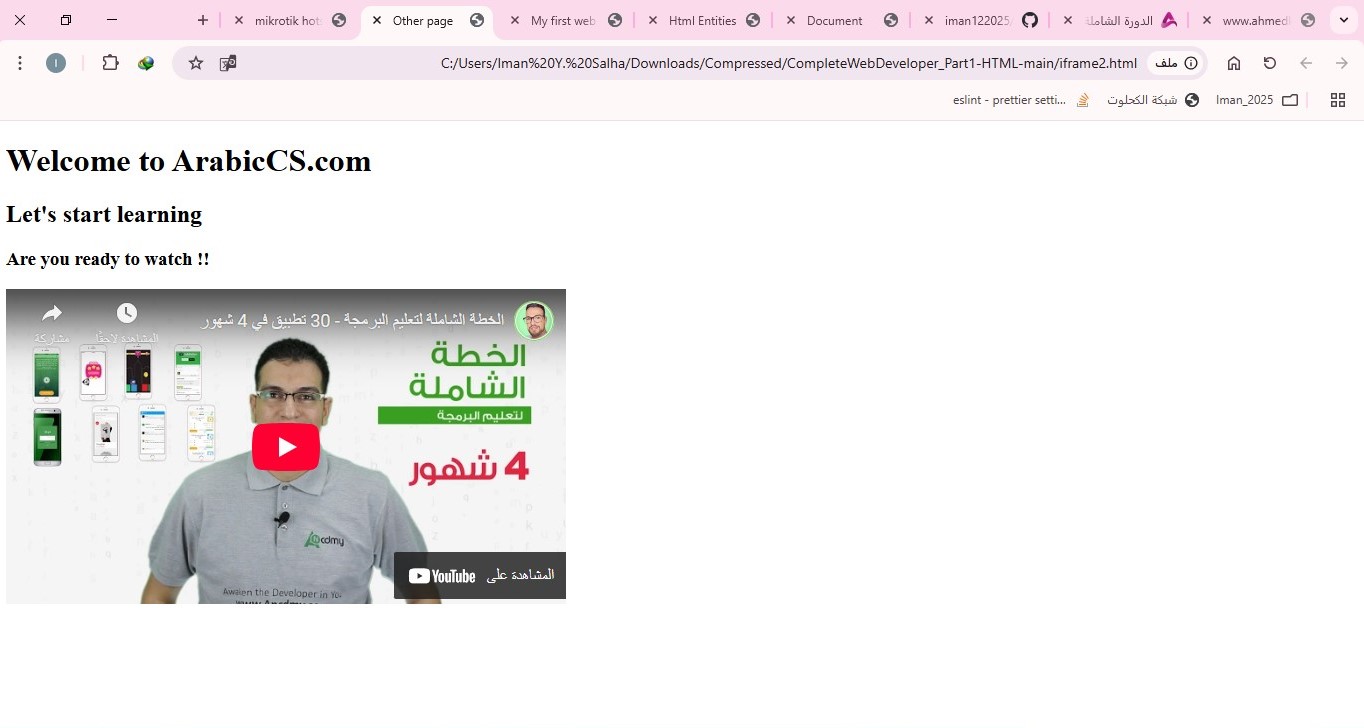 mikrotik hot
Other page
My first web
Html Entities
Document
iman122025
الدورة الشاملة
www.ahmed
I
C:/Users/Iman%20Y.%20Salha/Downloads/Compressed/CompleteWebDeveloper_Part1-HTML-main/iframe2.html
ملف
eslint - prettier setti...
شبكة الكحلوت
Iman_2025
Welcome to ArabicCS.com
Let's start learning
Are you ready to watch !!
الخطة الشاملة لتعليم البرمجة - 30 تطبيق في 4 شهور
المشاهدة لاحقًا
مشاركة
الخطة
الشاملة
لتعليم البرمجة
4 شهور
cdmy
Awaken the Developer in Yo
المشاهدة على YouTube